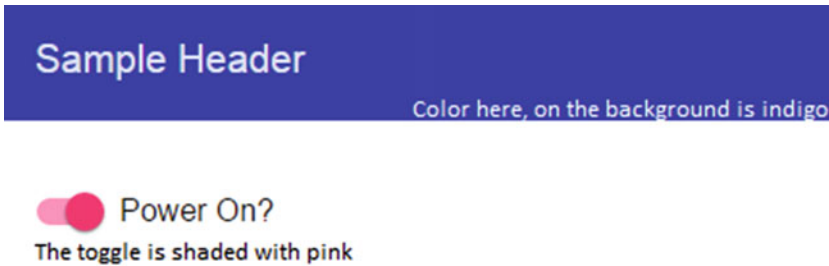 Sample Header
Color here, on the background is indigo
Power On?
The toggle is shaded with pink